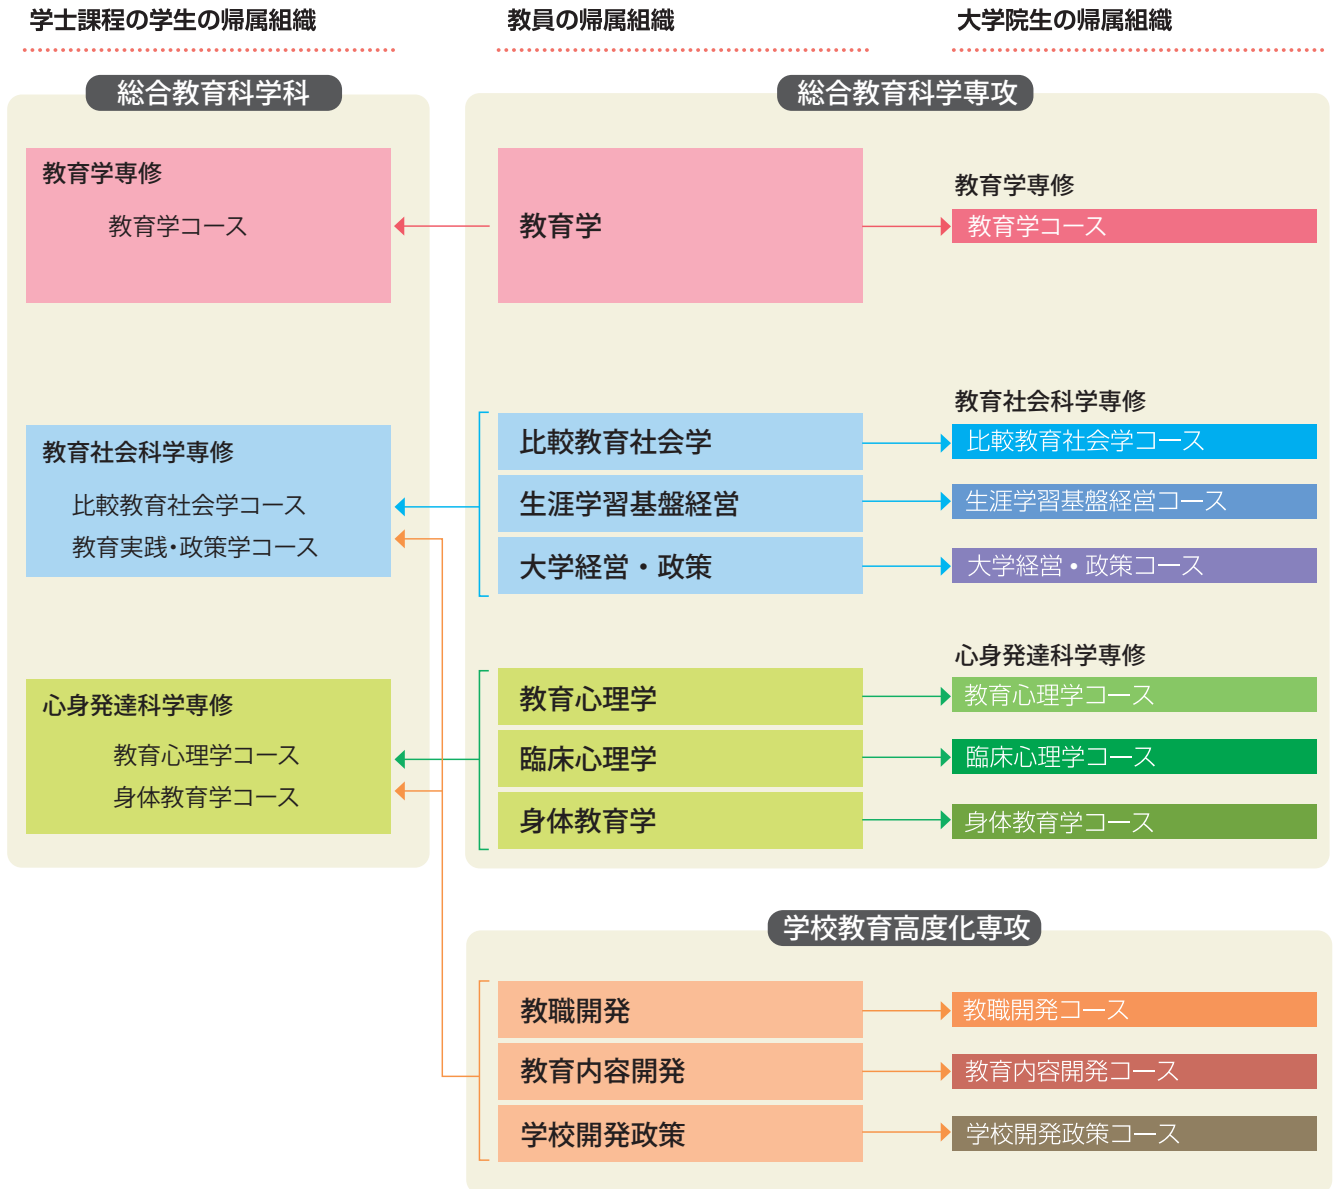 学士課程の学生の帰属組織
教員の帰属組織
大学院生の帰属組織
総合教育科学科
教育学専修
教育学コース
教育社会科学専修
比較教育社会学コース
教育実践・政策学コース
心身発達科学専修
教育心理学コース
身体教育学コース
総合教育科学専攻
教育学
教育学専修
教育学コース
教育社会科学専修
比較教育社会学
比較教育社会学コース
生涯学習基盤経営
生涯学習基盤経営コース
大学経営・政策
大学経営・政策コース
心身発達科学専修
教育心理学
教育心理学コース
臨床心理学
臨床心理学コース
身体教育学
身体教育学コース
学校教育高度化専攻
教職開発
教職開発コース
教育内容開発
教育内容開発コース
学校開発政策
学校開発政策コース